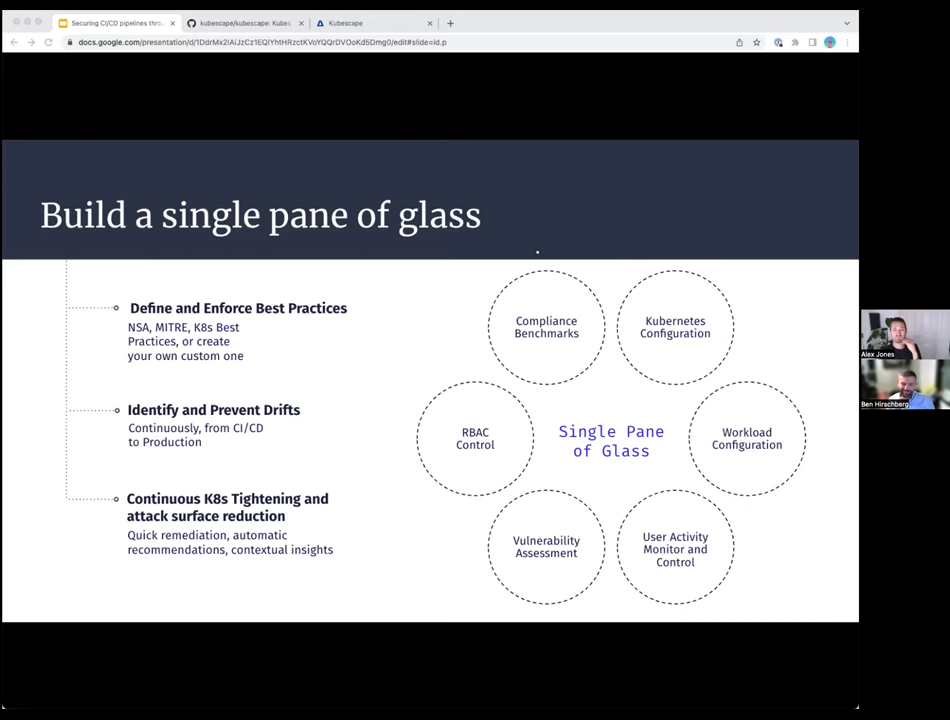 Securing CI/CD pipelines thro
kubescape/kubescape: Kube
Kubescape
docs.google.com/presentation/d/1DdrMx2IAiJzCz1EQIYhtHRzctKVoYQQrDVOoKd5Dmg0/edit#slide=id.p
Build a single pane of glass
Define and Enforce Best Practices
NSA, MITRE, K8s Best
Practices, or create
your own custom one
Identify and Prevent Drifts
Continuously, from CI/CD
to Production
Continuous K8s Tightening and
attack surface reduction
Quick remediation, automatic
recommendations, contextual insights
Compliance
Benchmarks
Kubernetes
Configuration
RBAC
Control
Single Pane
of Glass
Workload
Configuration
Vulnerability
Assessment
User Activity
Monitor and
Control
Alex Jones
Ben Hirschberg